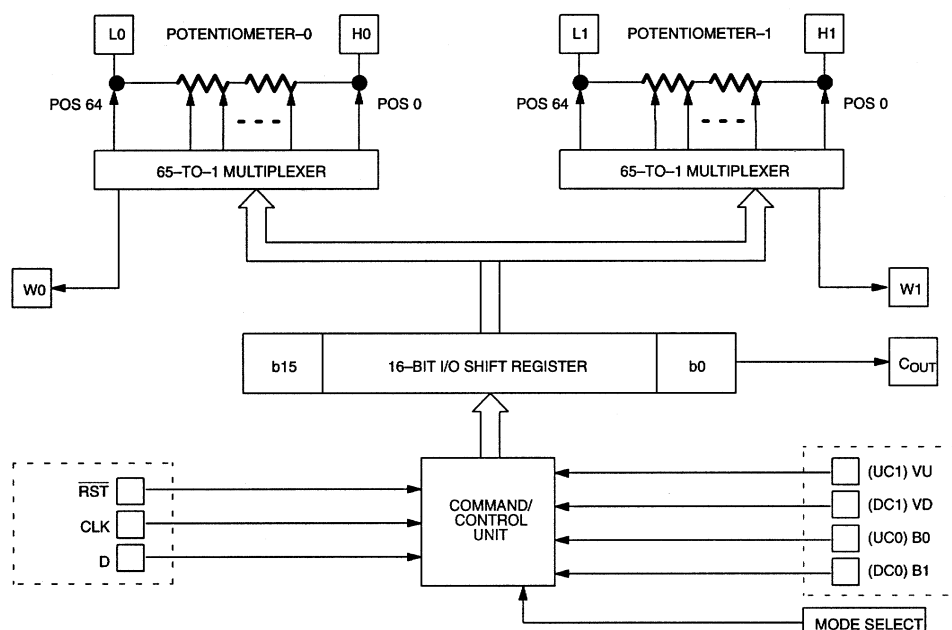 L0 POTENTIOMETER–0 H0
L1 POTENTIOMETER–1 H1
POS 64 POS 0
POS 64 POS 0
65–TO–1 MULTIPLEXER
65–TO–1 MULTIPLEXER
W0
W1
b15 16–BIT I/O SHIFT REGISTER b0
COUT
RST
CLK
D
COMMAND/
CONTROL
UNIT
(UC1) VU
(DC1) VD
(UC0) B0
(DC0) B1
MODE SELECT